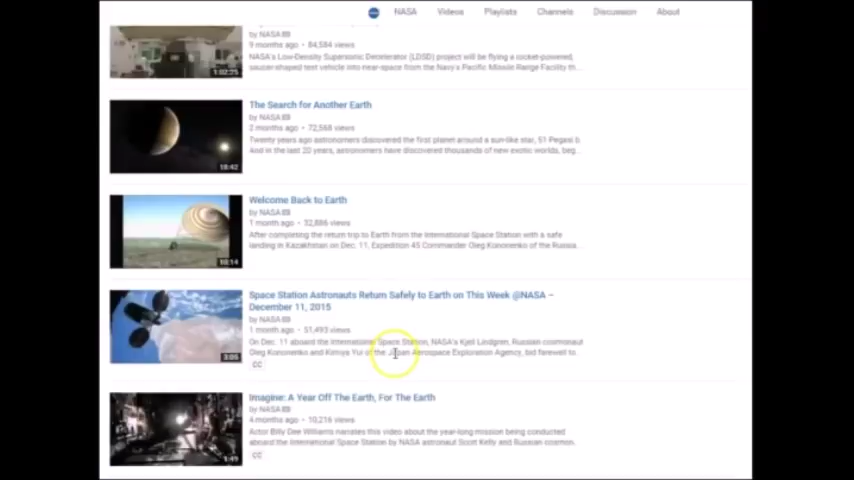 NASA Videos Playlists Channels Discussion About
by NASA
9 months ago • 84,584 views
NASA's Low-Density Supersonic Decelerator (LDSD) project will be flying a rocket-powered,
saucer-shaped test vehicle into near-space from the Navy's Pacific Missile Range Facility th...
1:02:25
The Search for Another Earth
by NASA
2 months ago • 72,568 views
Twenty years ago astronomers discovered the first planet around a sun-like star, 51 Pegasi b.
And in the last 20 years, astronomers have discovered thousands of new exotic worlds, beg...
18:42
Welcome Back to Earth
by NASA
1 month ago • 32,886 views
After completing the return trip to Earth from the International Space Station with a safe
landing in Kazakhstan on Dec. 11, Expedition 45 Commander Oleg Kononenko of the Russia...
10:14
Space Station Astronauts Return Safely to Earth on This Week @NASA –
December 11, 2015
by NASA
1 month ago • 51,493 views
On Dec. 11 aboard the International Space Station, NASA's Kjell Lindgren, Russian cosmonaut
Oleg Kononenko and Kimiya Yui of the Japan Aerospace Exploration Agency, bid farewell to...
3:05
CC
Imagine: A Year Off The Earth, For The Earth
by NASA
4 months ago • 10,216 views
Actor Billy Dee Williams narrates this video about the year-long mission being conducted
aboard the International Space Station by NASA astronaut Scott Kelly and Russian cosmon...
1:49
CC